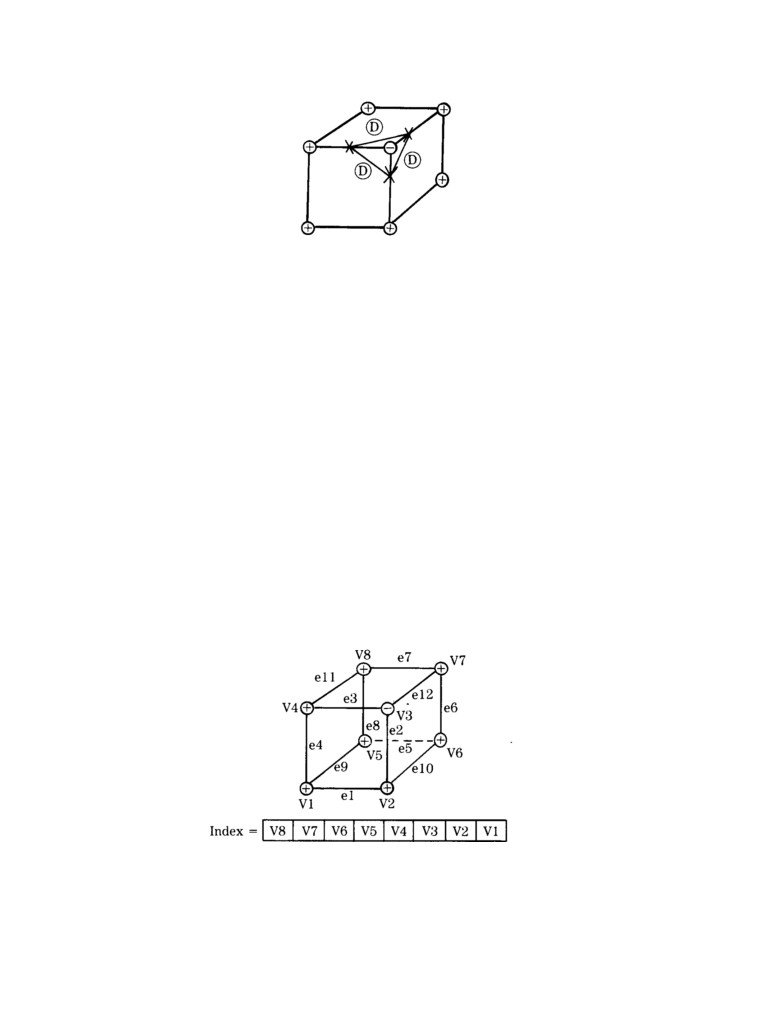 + +
D
+ −
D D
+
+ +
V8 e7 V7
+ +
e11 e12
e3
V4 + − V3 e6
e8 e2
e4 + +
V5 e5 V6
e9 e10
+ e1 +
V1 V2
Index = V8 V7 V6 V5 V4 V3 V2 V1